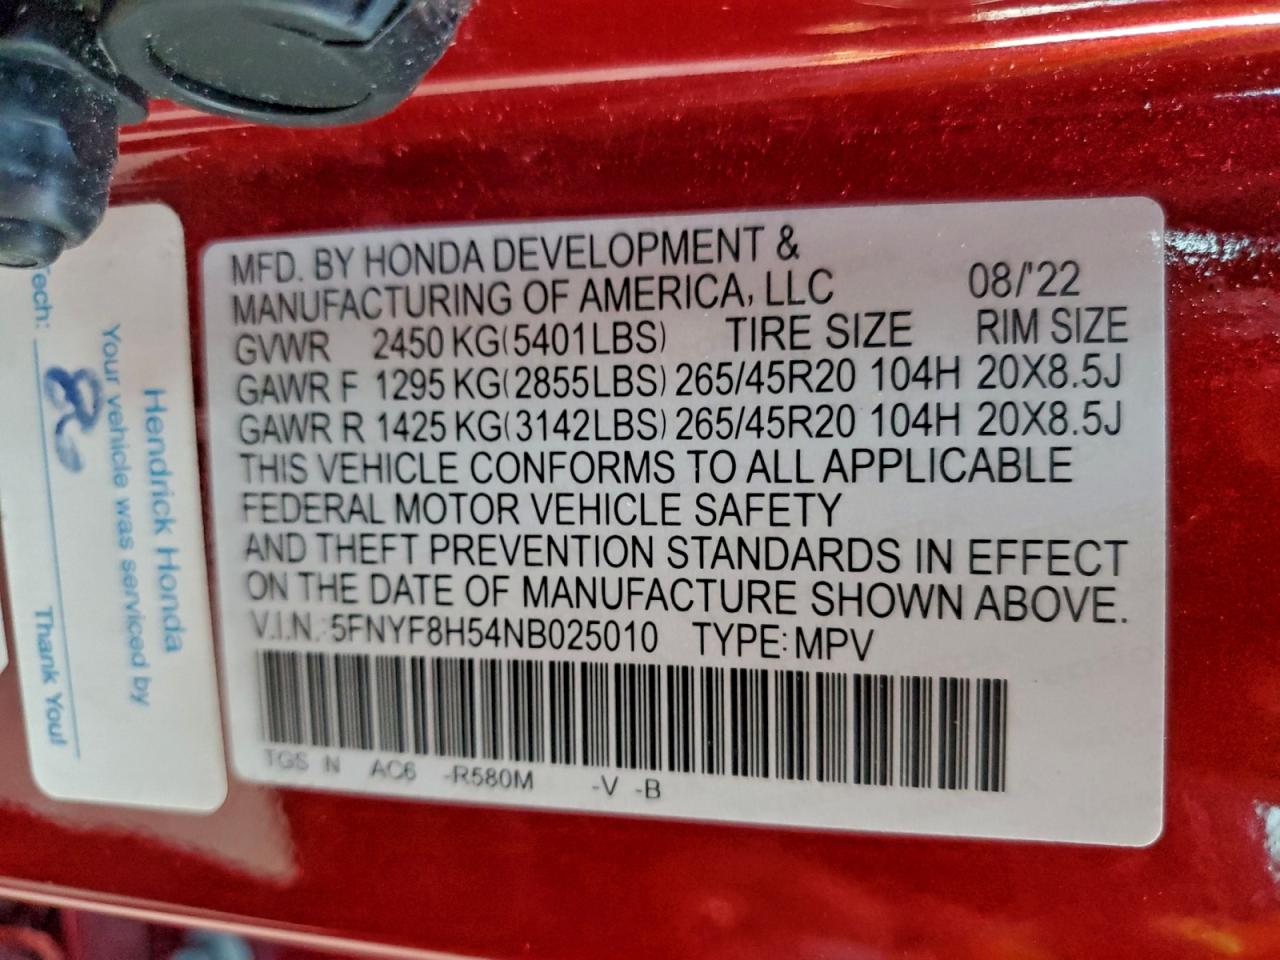 MFD. BY HONDA DEVELOPMENT &
MANUFACTURING OF AMERICA, LLC 08/'22
GVWR 2450 KG(5401LBS) TIRE SIZE RIM SIZE
GAWR F 1295 KG(2855LBS) 265/45R20 104H 20X8.5J
GAWR R 1425 KG(3142LBS) 265/45R20 104H 20X8.5J
THIS VEHICLE CONFORMS TO ALL APPLICABLE
FEDERAL MOTOR VEHICLE SAFETY
AND THEFT PREVENTION STANDARDS IN EFFECT
ON THE DATE OF MANUFACTURE SHOWN ABOVE.
V.I.N.: 5FNYF8H54NB025010 TYPE: MPV
TGS N AC6 -R580M -V -B
Hendrick Honda
Your vehicle was serviced by
Tech:
Thank You!